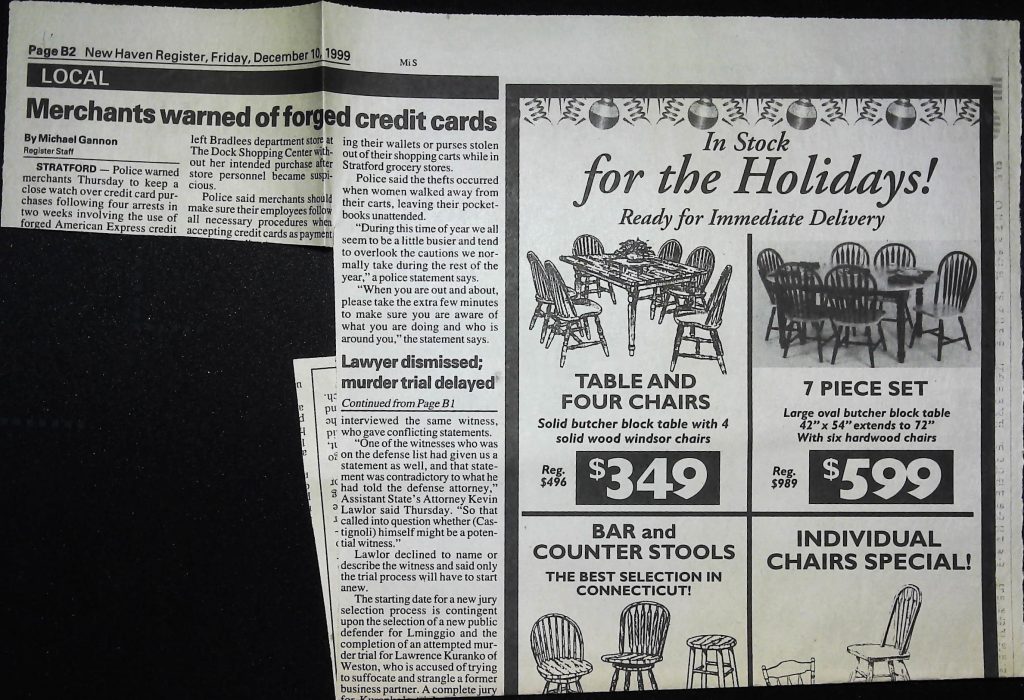 Page B2 New Haven Register, Friday, December 10, 1999
MiS
LOCAL
Merchants warned of forged credit cards
By Michael Gannon
Register Staff
STRATFORD — Police warned
merchants Thursday to keep a
close watch over credit card pur-
chases following four arrests in
two weeks involving the use of
forged American Express credit
left Bradlees department store at
The Dock Shopping Center with-
out her intended purchase after
store personnel became suspi-
cious.
Police said merchants should
make sure their employees follow
all necessary procedures when
accepting credit cards as payment
ing their wallets or purses stolen
out of their shopping carts while in
Stratford grocery stores.
Police said the thefts occurred
when women walked away from
their carts, leaving their pocket-
books unattended.
"During this time of year we all
seem to be a little busier and tend
to overlook the cautions we nor-
mally take during the rest of the
year," a police statement says.
"When you are out and about,
please take the extra few minutes
to make sure you are aware of
what you are doing and who is
around you," the statement says.
Lawyer dismissed;
murder trial delayed
Continued from Page B1
interviewed the same witness,
who gave conflicting statements.
"One of the witnesses who was
on the defense list had given us a
statement as well, and that state-
ment was contradictory to what he
had told the defense attorney,"
Assistant State's Attorney Kevin
Lawlor said Thursday. "So that
called into question whether (Cas-
tignoli) himself might be a poten-
tial witness."
Lawlor declined to name or
describe the witness and said only
the trial process will have to start
anew.
The starting date for a new jury
selection process is contingent
upon the selection of a new public
defender for Lminggio and the
completion of an attempted mur-
der trial for Lawrence Kuranko of
Weston, who is accused of trying
to suffocate and strangle a former
business partner. A complete jury
In Stock
for the Holidays!
Ready for Immediate Delivery
TABLE AND
FOUR CHAIRS
Solid butcher block table with 4
solid wood windsor chairs
Reg.
$496
$349
7 PIECE SET
Large oval butcher block table
42" x 54" extends to 72"
With six hardwood chairs
Reg.
$989
$599
BAR and
COUNTER STOOLS
THE BEST SELECTION IN
CONNECTICUT!
INDIVIDUAL
CHAIRS SPECIAL!